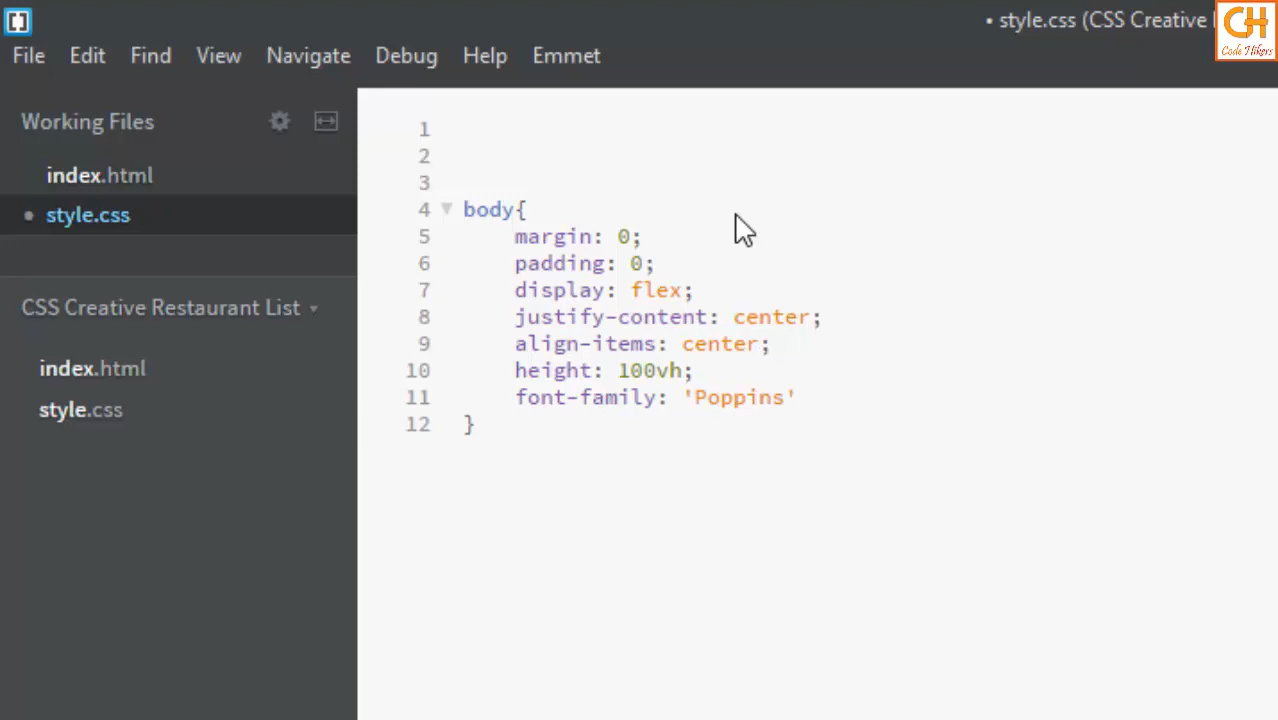 • style.css (CSS Creative
CH
Code Hikers
File Edit Find View Navigate Debug Help Emmet
Working Files
index.html
• style.css
CSS Creative Restaurant List
index.html
style.css
1
2
3
4 body{
5 margin: 0;
6 padding: 0;
7 display: flex;
8 justify-content: center;
9 align-items: center;
10 height: 100vh;
11 font-family: 'Poppins'
12 }